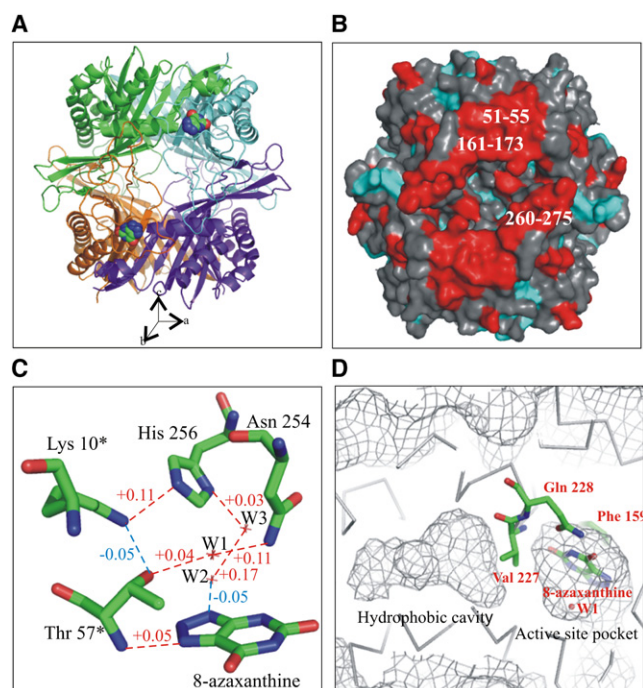 A
B
51-55
161-173
260-275
a
b
C
D
Lys 10*
His 256
Asn 254
+0.11
+0.03
W3
-0.05
+0.04
W1
+0.11
W2
+0.17
-0.05
Thr 57*
+0.05
8-azaxanthine
Gln 228
Phe 159
Val 227
8-azaxanthine
W1
Hydrophobic cavity
Active site pocket